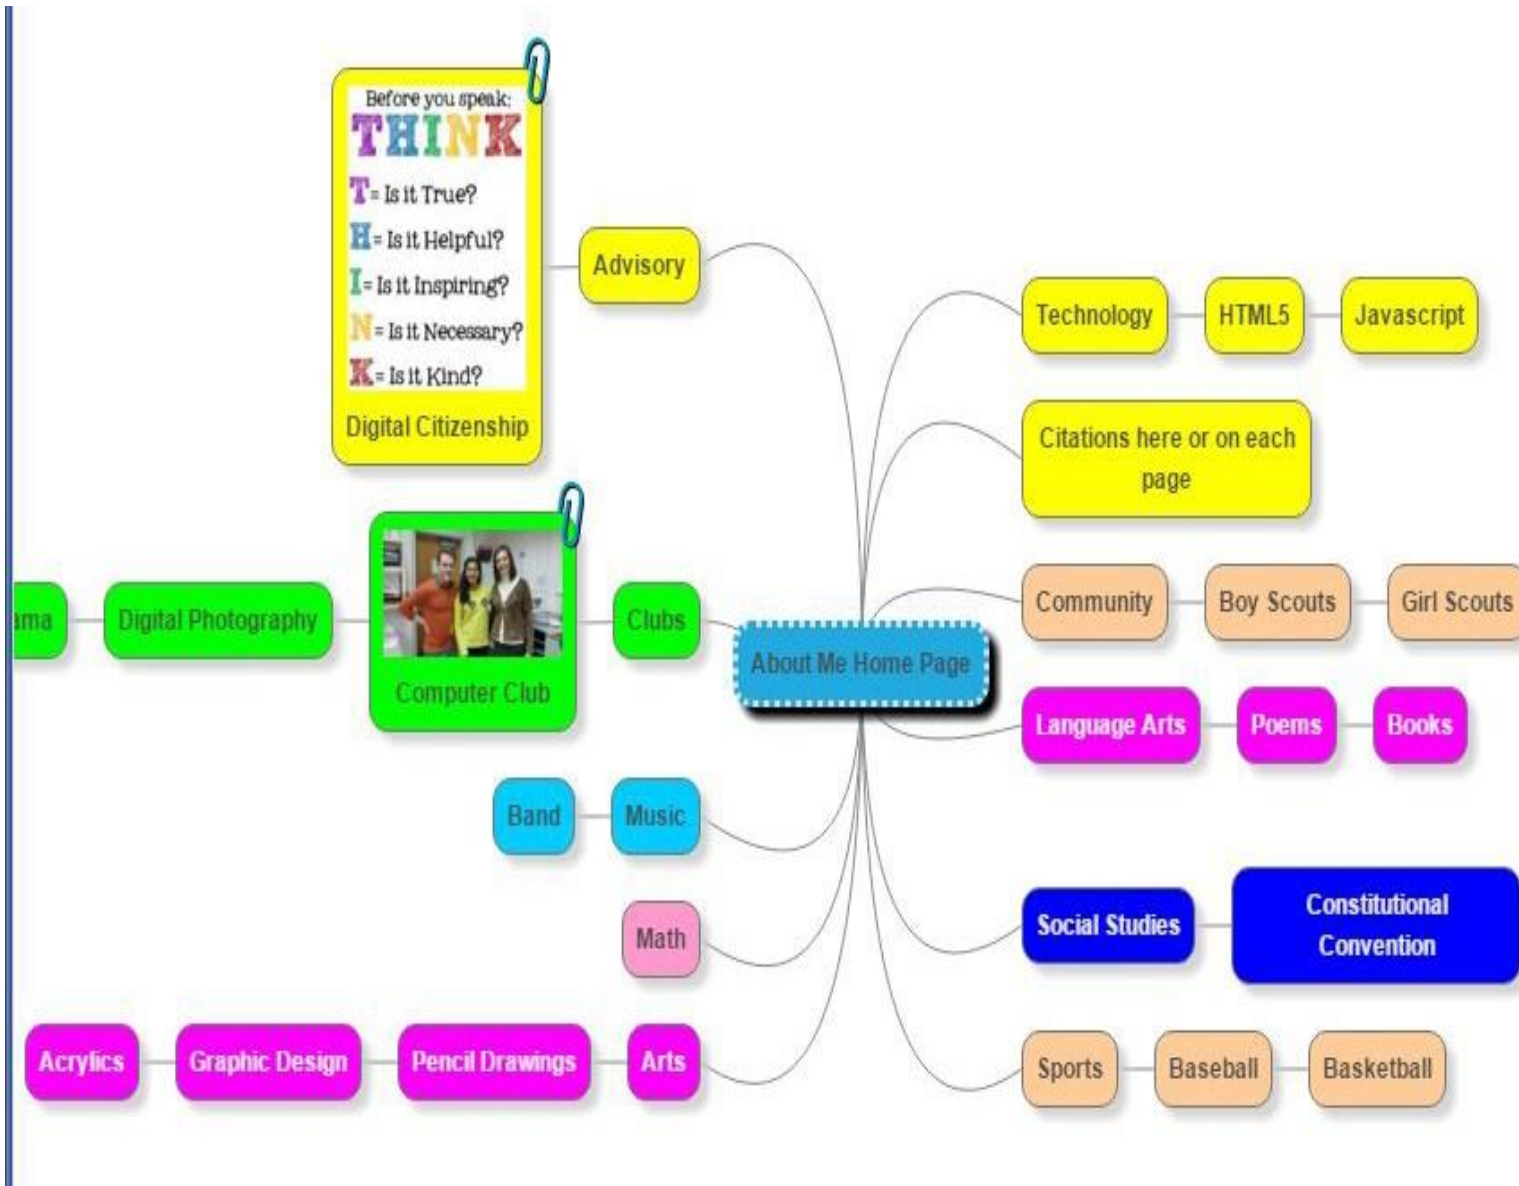 Before you speak:
THINK
T = Is it True?
H = Is it Helpful?
I = Is it Inspiring?
N = Is it Necessary?
K = Is it Kind?
Digital Citizenship
Advisory
Technology
HTML5
Javascript
Citations here or on each
page
Digital Photography
Computer Club
Clubs
About Me Home Page
Community
Boy Scouts
Girl Scouts
Language Arts
Poems
Books
Band
Music
Math
Social Studies
Constitutional
Convention
Acrylics
Graphic Design
Pencil Drawings
Arts
Sports
Baseball
Basketball